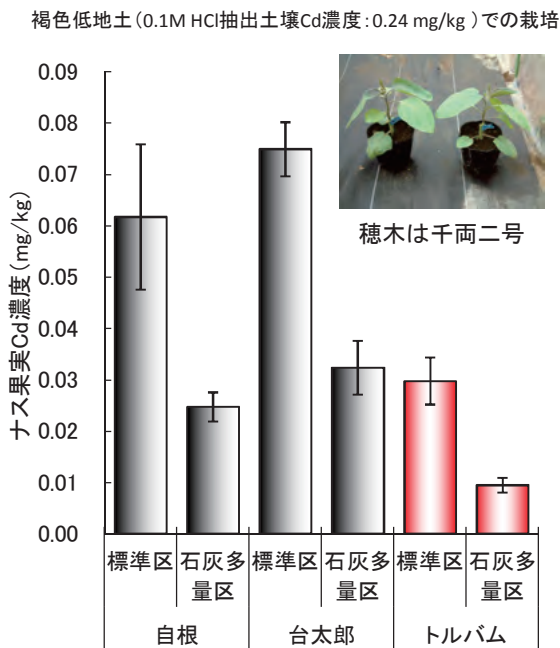 褐色低地土(0.1M HCl抽出土壌Cd濃度:0.24 mg/kg )での栽培
ナス果実Cd濃度(mg/kg)
0.09
0.08
0.07
0.06
0.05
0.04
0.03
0.02
0.01
0.00
穂木は千両二号
標準区 石灰多量区 標準区 石灰多量区 標準区 石灰多量区
自根 台太郎 トルバム